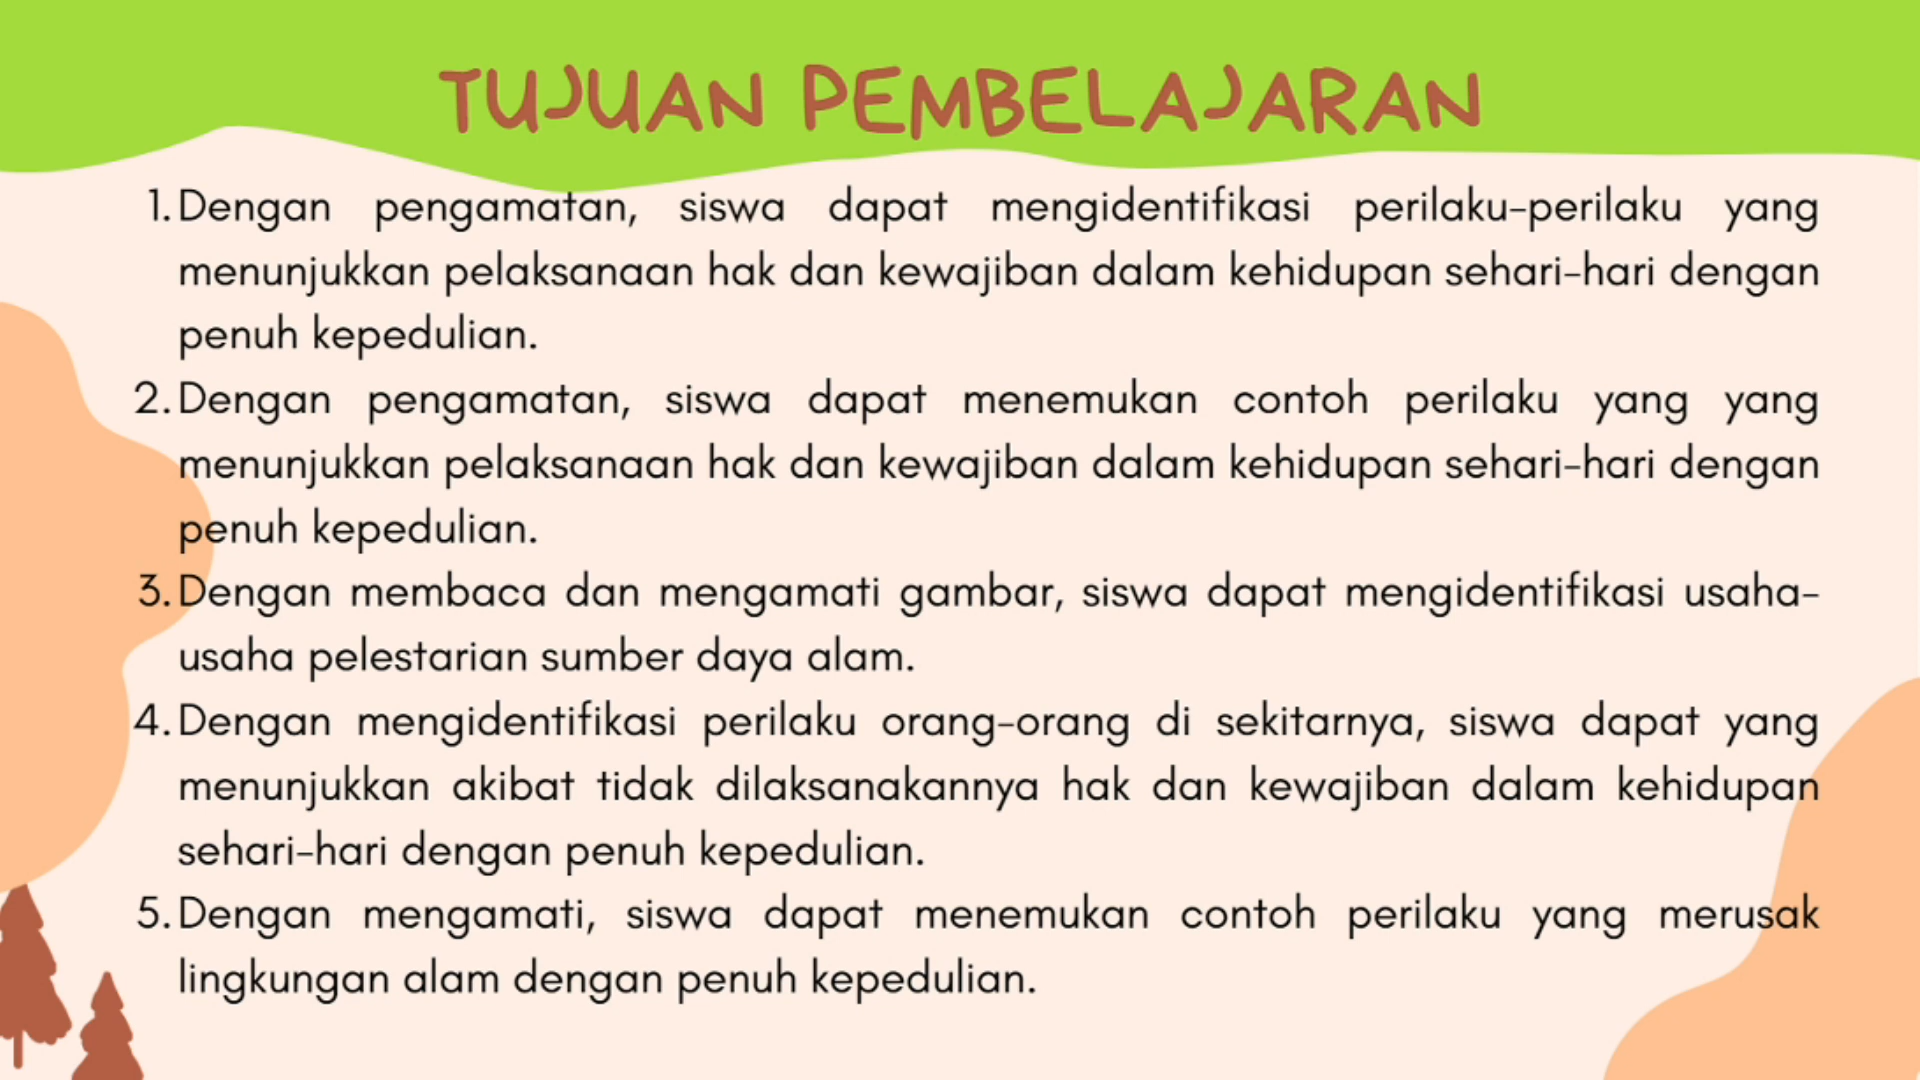 TUJUAN PEMBELAJARAN
1. Dengan pengamatan, siswa dapat mengidentifikasi perilaku-perilaku yang
menunjukkan pelaksanaan hak dan kewajiban dalam kehidupan sehari-hari dengan
penuh kepedulian.
2. Dengan pengamatan, siswa dapat menemukan contoh perilaku yang yang
menunjukkan pelaksanaan hak dan kewajiban dalam kehidupan sehari-hari dengan
penuh kepedulian.
3. Dengan membaca dan mengamati gambar, siswa dapat mengidentifikasi usaha-
usaha pelestarian sumber daya alam.
4. Dengan mengidentifikasi perilaku orang-orang di sekitarnya, siswa dapat yang
menunjukkan akibat tidak dilaksanakannya hak dan kewajiban dalam kehidupan
sehari-hari dengan penuh kepedulian.
5. Dengan mengamati, siswa dapat menemukan contoh perilaku yang merusak
lingkungan alam dengan penuh kepedulian.